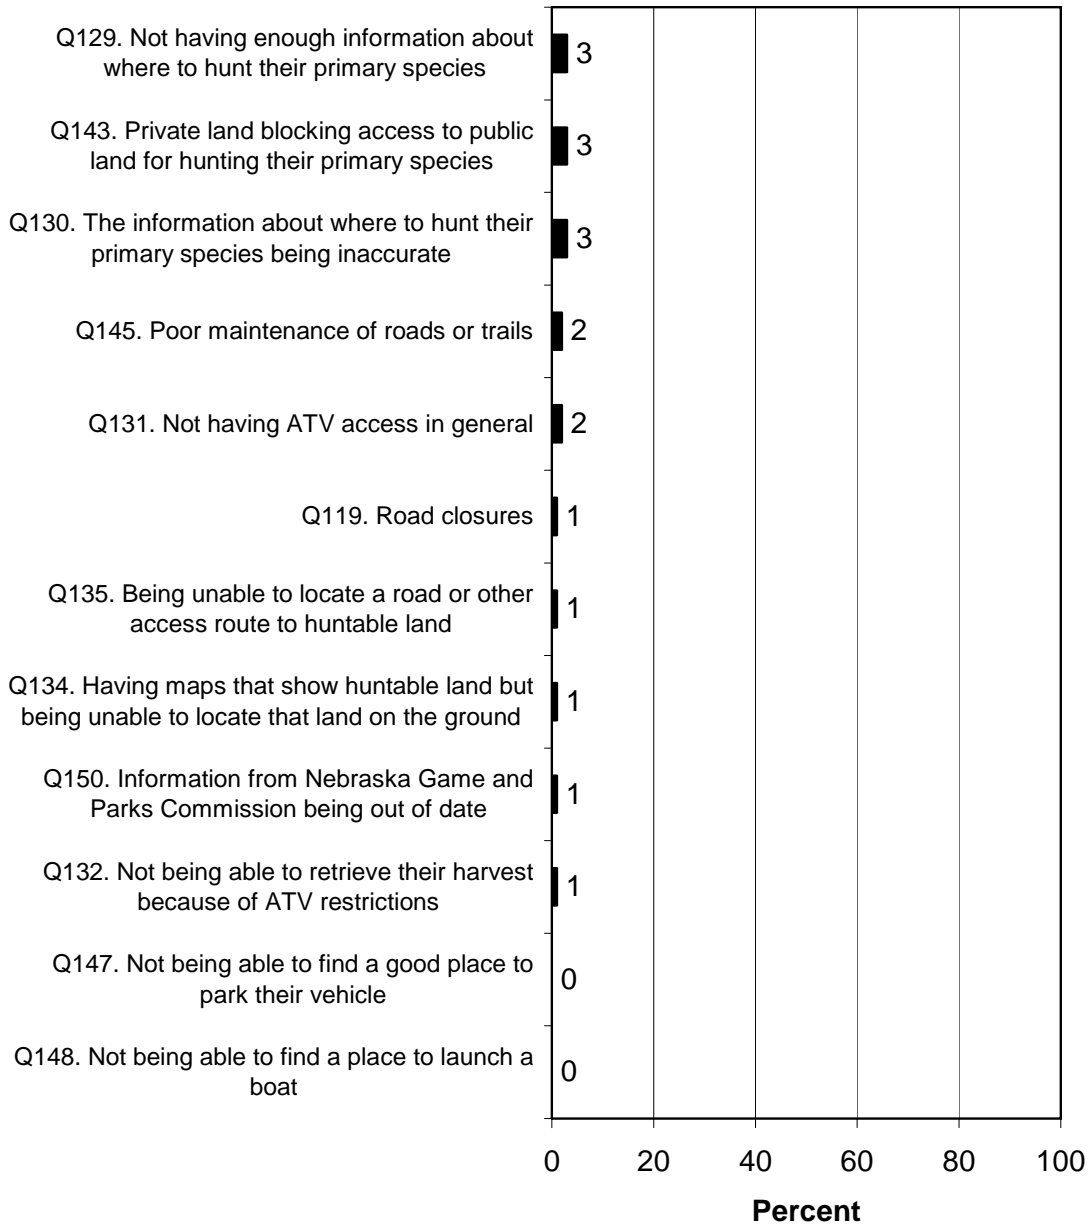 Q129. Not having enough information about
where to hunt their primary species
3
Q143. Private land blocking access to public
land for hunting their primary species
3
Q130. The information about where to hunt their
primary species being inaccurate
3
Q145. Poor maintenance of roads or trails
2
Q131. Not having ATV access in general
2
Q119. Road closures
1
Q135. Being unable to locate a road or other
access route to huntable land
1
Q134. Having maps that show huntable land but
being unable to locate that land on the ground
1
Q150. Information from Nebraska Game and
Parks Commission being out of date
1
Q132. Not being able to retrieve their harvest
because of ATV restrictions
1
Q147. Not being able to find a good place to
park their vehicle
0
Q148. Not being able to find a place to launch a
boat
0
0 20 40 60 80 100
Percent